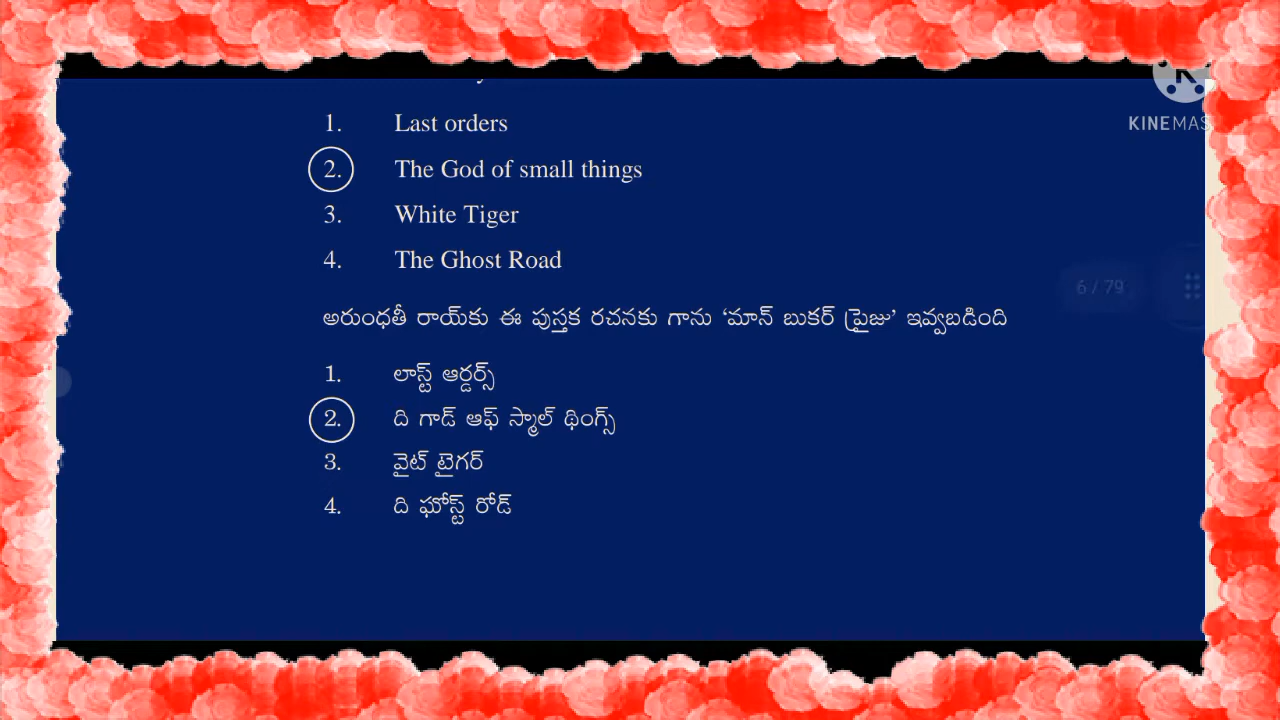 1. Last orders
2. The God of small things
3. White Tiger
4. The Ghost Road
6 / 79
అరుంధతీ రాయ్‌కు ఈ పుస్తక రచనకు గాను ‘మాన్ బుకర్ ప్రైజు’ ఇవ్వబడింది
1. లాస్ట్ ఆర్డర్స్
2. ది గాడ్ ఆఫ్ స్మాల్ థింగ్స్
3. వైట్ టైగర్
4. ది ఘోస్ట్ రోడ్
KINEMAS